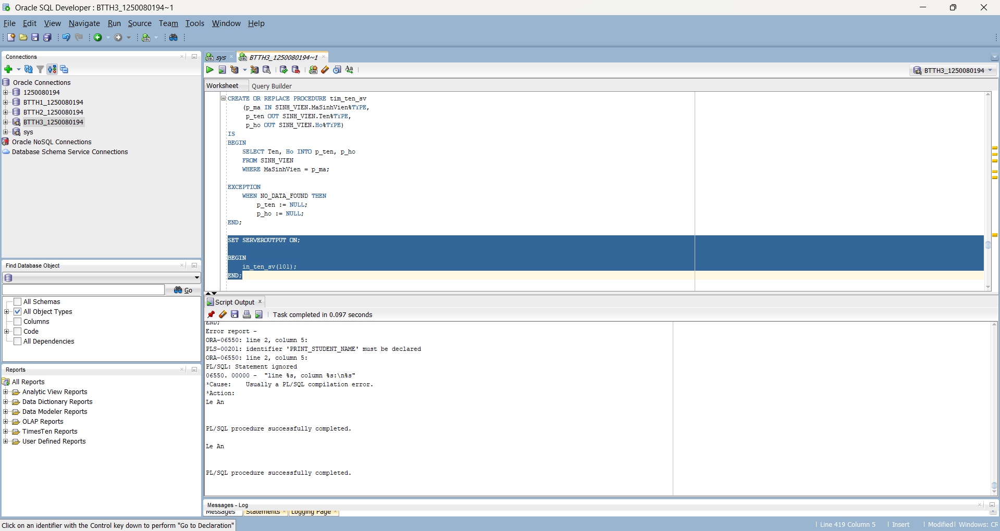 Oracle SQL Developer : BTTH3_1250080194~1
File Edit View Navigate Run Source Team Tools Window Help
Connections
Oracle Connections
1250080194
BTTH1_1250080194
BTTH2_1250080194
BTTH3_1250080194
sys
Oracle NoSQL Connections
Database Schema Service Connections
Find Database Object
Go
All Schemas
All Object Types
Columns
Code
All Dependencies
Reports
All Reports
Analytic View Reports
Data Dictionary Reports
Data Modeler Reports
OLAP Reports
TimesTen Reports
User Defined Reports
sys BTTH3_1250080194~1
BTTH3_1250080194
Worksheet Query Builder
CREATE OR REPLACE PROCEDURE tim_ten_sv
(p_ma IN SINH_VIEN.MaSinhVien%TYPE,
p_ten OUT SINH_VIEN.Ten%TYPE,
p_ho OUT SINH_VIEN.Ho%TYPE)
IS
BEGIN
SELECT Ten, Ho INTO p_ten, p_ho
FROM SINH_VIEN
WHERE MaSinhVien = p_ma;
EXCEPTION
WHEN NO_DATA_FOUND THEN
p_ten := NULL;
p_ho := NULL;
END;
SET SERVEROUTPUT ON;
BEGIN
in_ten_sv(101);
END;
Script Output
Task completed in 0.097 seconds
END;
Error report -
ORA-06550: line 2, column 5:
PLS-00201: identifier 'PRINT_STUDENT_NAME' must be declared
ORA-06550: line 2, column 5:
PL/SQL: Statement ignored
06550. 00000 - "line %s, column %s:\n%s"
*Cause: Usually a PL/SQL compilation error.
*Action:
Le An
PL/SQL procedure successfully completed.
Le An
PL/SQL procedure successfully completed.
Messages - Log
Messages Statements Logging Page
Click on an identifier with the Control key down to perform "Go to Declaration"
Line 419 Column 5 Insert Modified Windows: CR